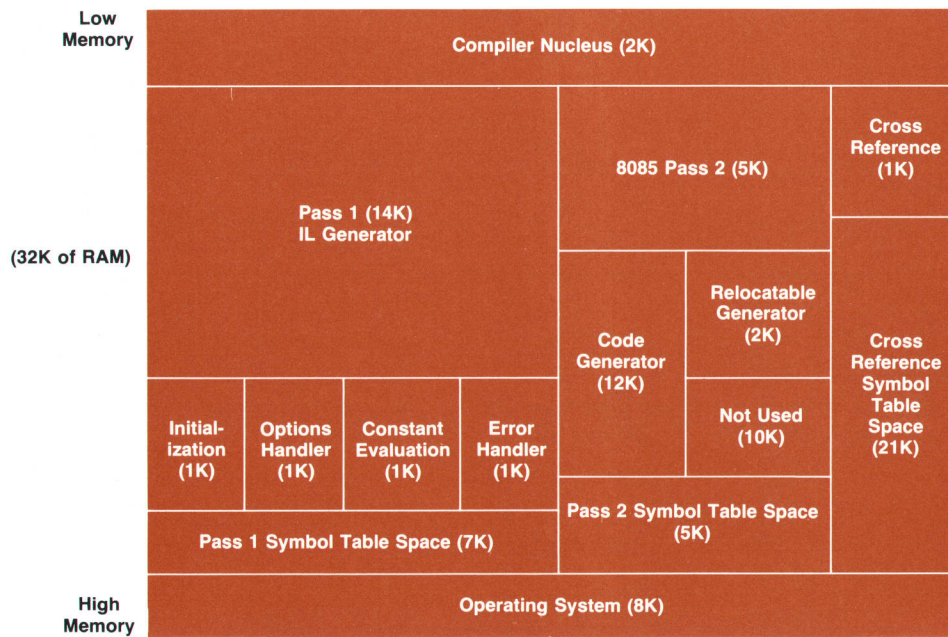 Low
Memory
Compiler Nucleus (2K)
Pass 1 (14K)
IL Generator
8085 Pass 2 (5K)
Cross
Reference
(1K)
(32K of RAM)
Code
Generator
(12K)
Relocatable
Generator
(2K)
Cross
Reference
Symbol
Table
Space
(21K)
Initial-
ization
(1K)
Options
Handler
(1K)
Constant
Evaluation
(1K)
Error
Handler
(1K)
Not Used
(10K)
Pass 1 Symbol Table Space (7K)
Pass 2 Symbol Table Space
(5K)
High
Memory
Operating System (8K)